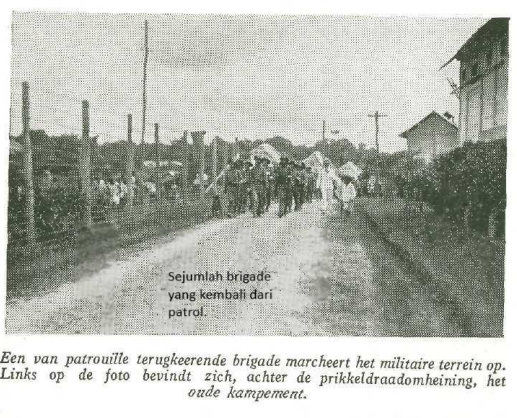 Sejumlah brigade
yang kembali dari
patrol.
Een van patrouille terugkeerende brigade marcheert het militaire terrein op.
Links op de foto bevindt zich, achter de prikkeldraadomheining, het
oude kampement.